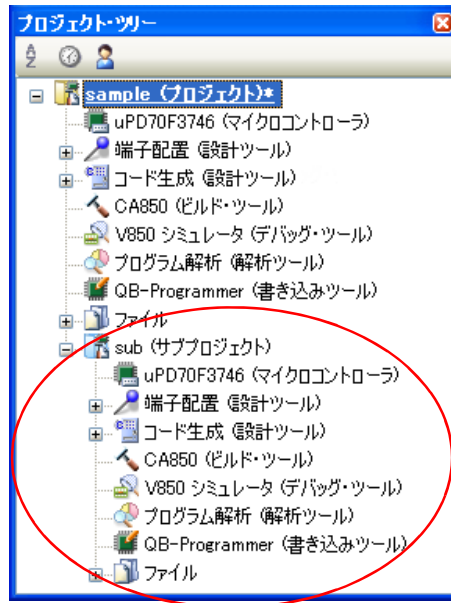 プロジェクト・ツリー
sample (プロジェクト)*
uPD70F3746 (マイクロコントローラ)
端子配置 (設計ツール)
コード生成 (設計ツール)
CA850 (ビルド・ツール)
V850 シミュレータ (デバッグ・ツール)
プログラム解析 (解析ツール)
QB-Programmer (書き込みツール)
ファイル
sub (サブプロジェクト)
uPD70F3746 (マイクロコントローラ)
端子配置 (設計ツール)
コード生成 (設計ツール)
CA850 (ビルド・ツール)
V850 シミュレータ (デバッグ・ツール)
プログラム解析 (解析ツール)
QB-Programmer (書き込みツール)
ファイル